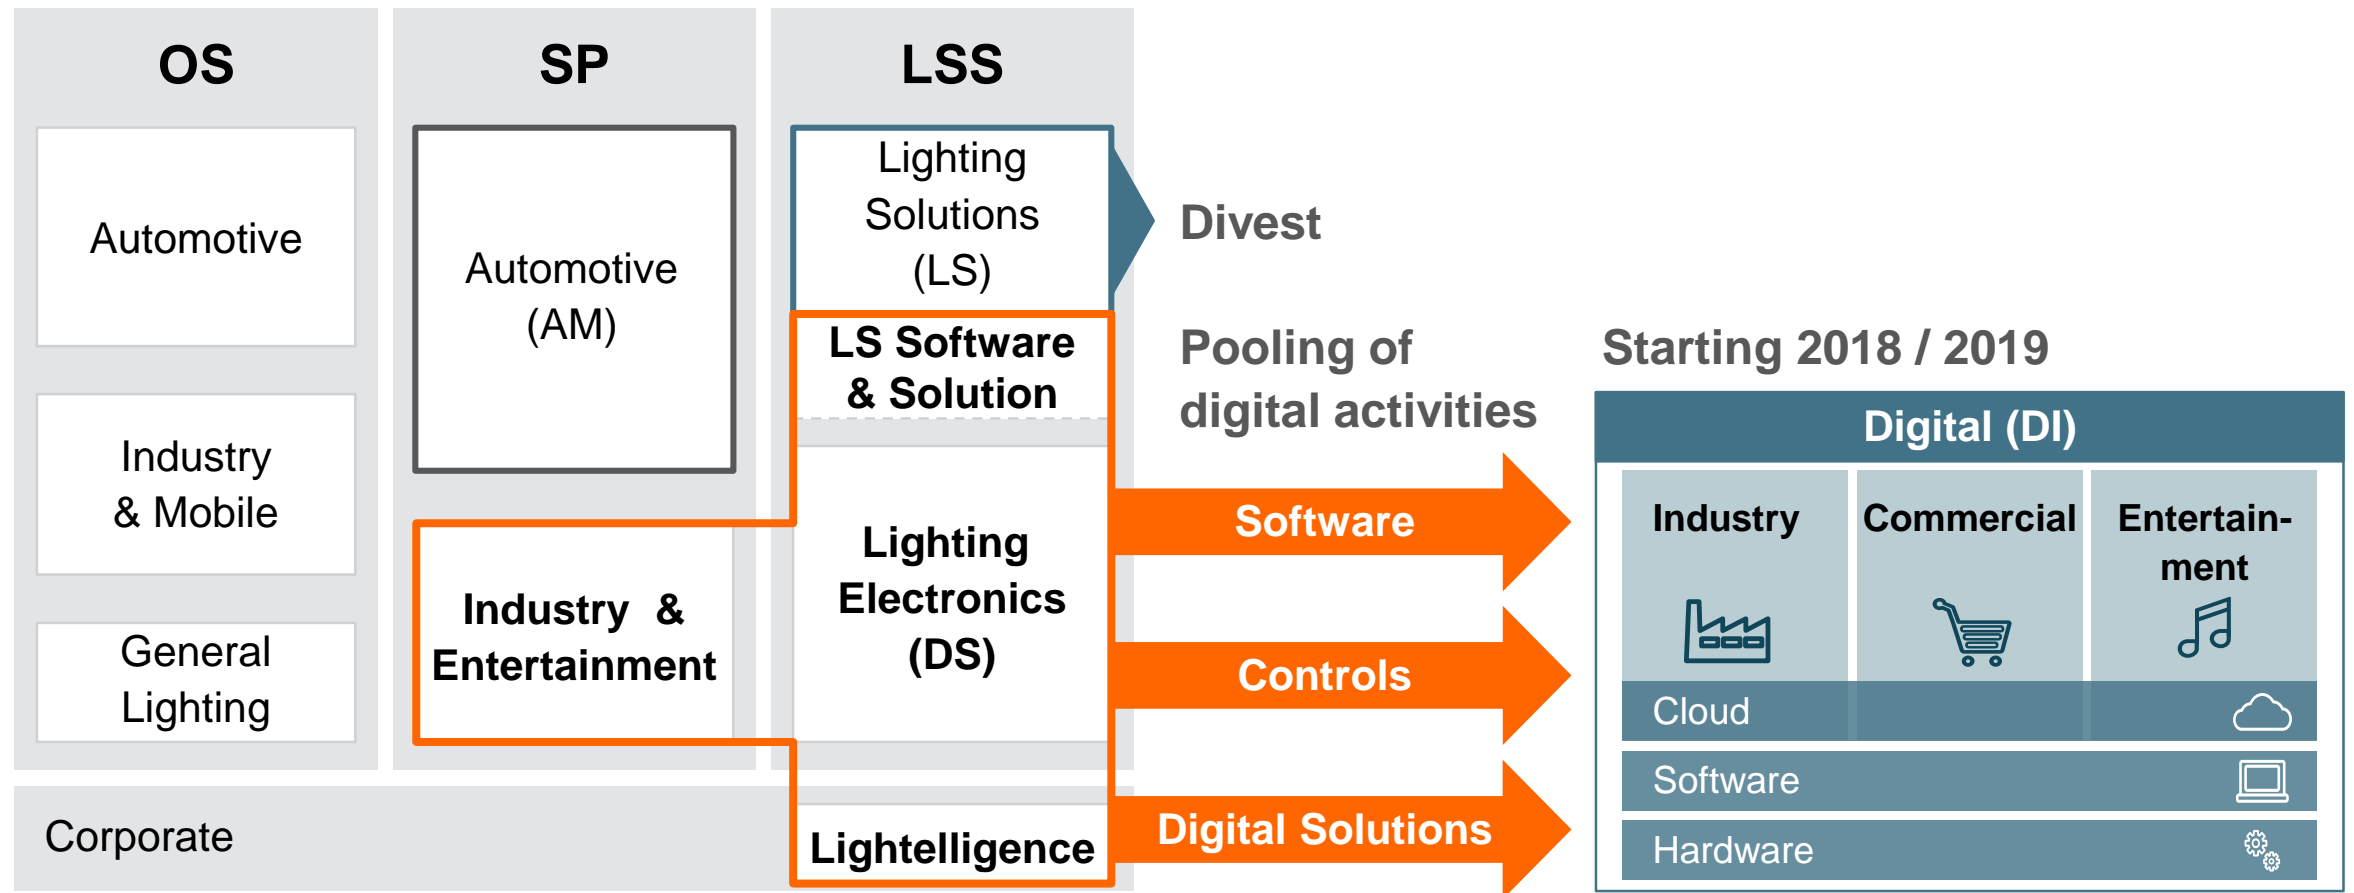 OS
Automotive
Industry
& Mobile
General
Lighting
SP
Automotive
(AM)
Industry &
Entertainment
LSS
Lighting
Solutions
(LS)
LS Software
& Solution
Lighting
Electronics
(DS)
Corporate
Lightelligence
Divest
Pooling of
digital activities
Software
Controls
Digital Solutions
Starting 2018 / 2019
Digital (DI)
Industry
Commercial
Entertain-
ment
Cloud
Software
Hardware